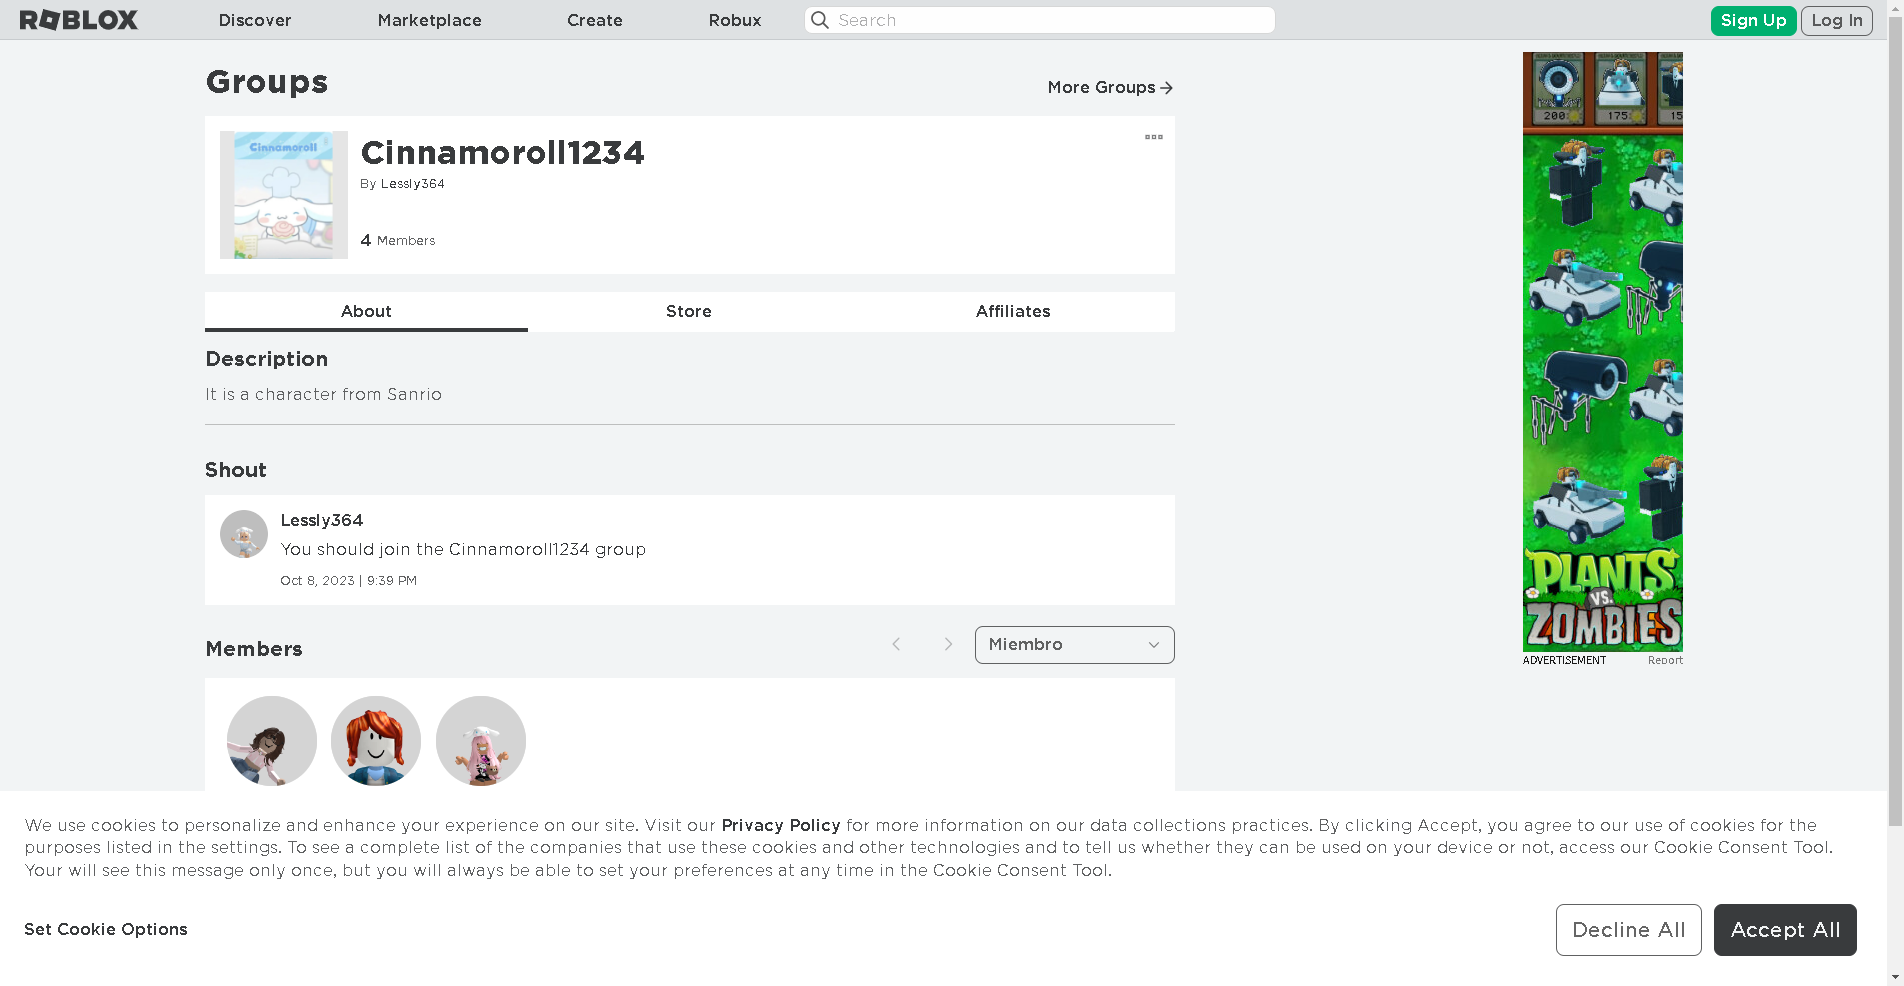 ROBLOX Discover Marketplace Create Robux Search Sign Up Log In
Groups
More Groups
Cinnamoroll
Cinnamoroll1234
By Lessly364
4 Members
About Store Affiliates
Description
It is a character from Sanrio
Shout
Lessly364
You should join the Cinnamoroll1234 group
Oct 8, 2023 | 9:39 PM
Members
Miembro
200 175 15
PLANTS
VS.
ZOMBIES
ADVERTISEMENT Report
We use cookies to personalize and enhance your experience on our site. Visit our Privacy Policy for more information on our data collections practices. By clicking Accept, you agree to our use of cookies for the
purposes listed in the settings. To see a complete list of the companies that use these cookies and other technologies and to tell us whether they can be used on your device or not, access our Cookie Consent Tool.
Your will see this message only once, but you will always be able to set your preferences at any time in the Cookie Consent Tool.
Set Cookie Options
Decline All Accept All